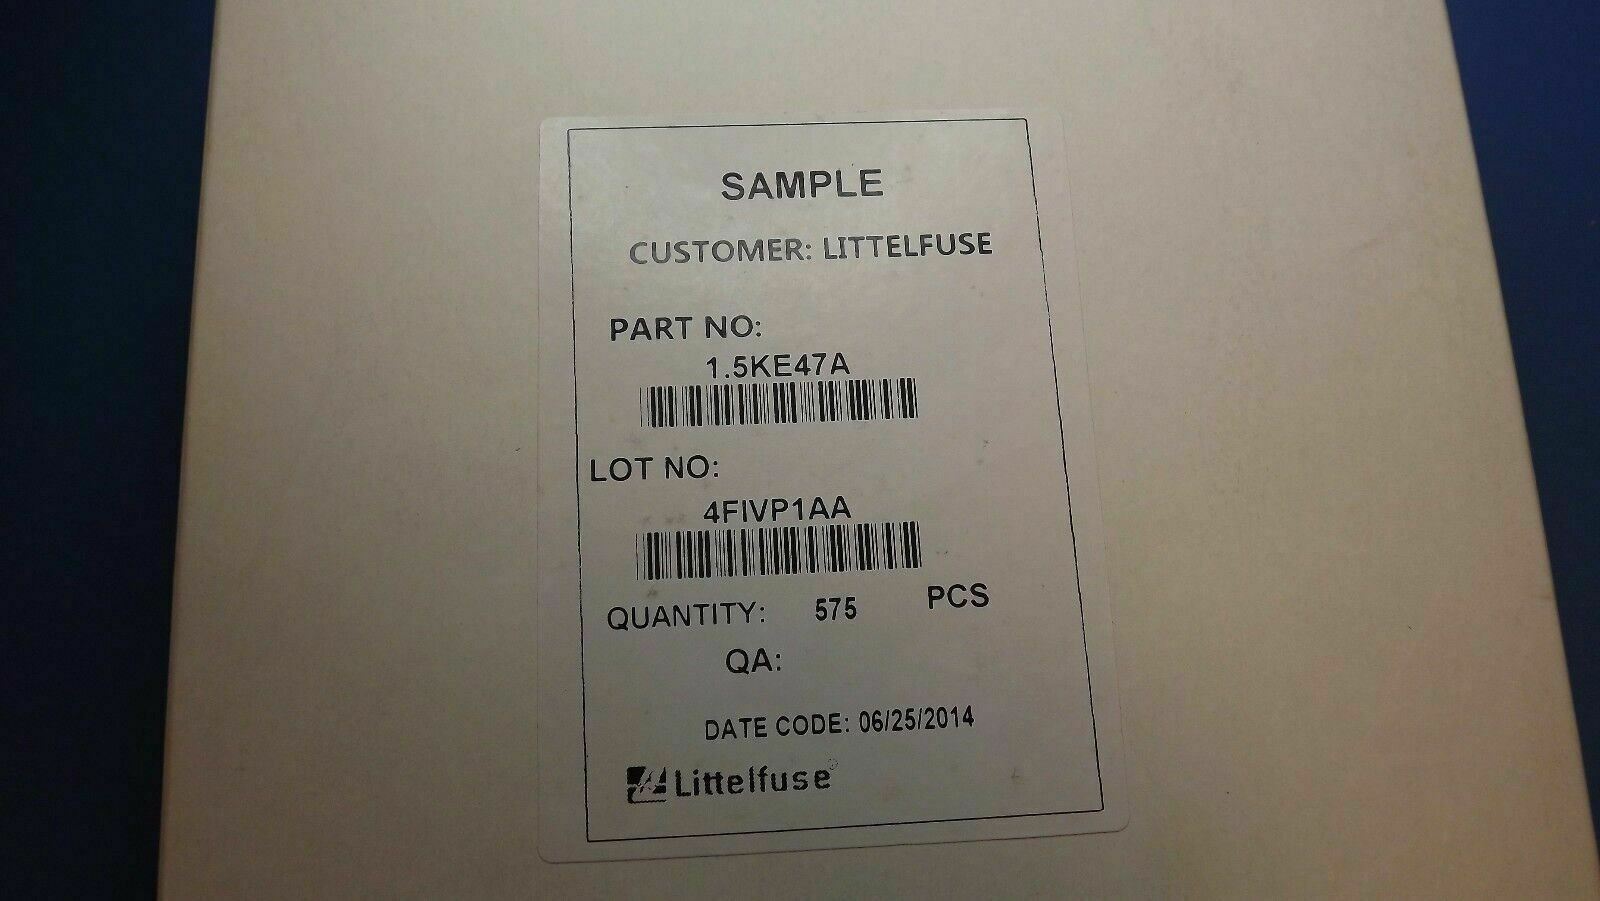 SAMPLE
CUSTOMER: LITTELFUSE
PART NO:
1.5KE47A
LOT NO:
4FIVP1AA
QUANTITY: 575 PCS
QA:
DATE CODE: 06/25/2014
Littelfuse®